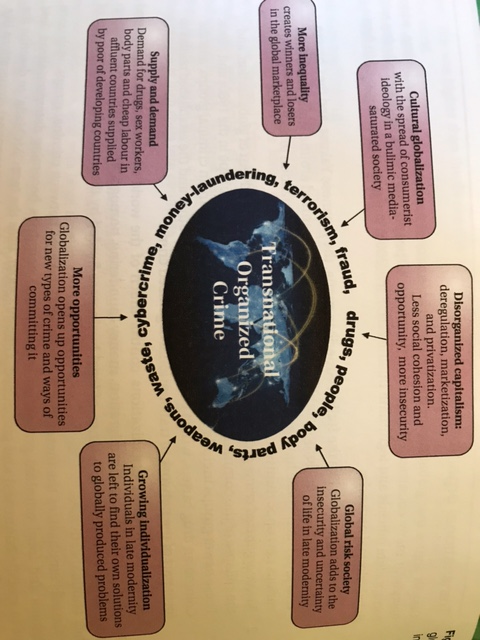 Cultural globalization
with the spread of consumerist
ideology in a bulimic media-
saturated society
Disorganized capitalism:
deregulation, marketization,
and privatization.
Less social cohesion and
opportunity, more insecurity
Global risk society
Globalization adds to the
insecurity and uncertainty
of life in late modernity
More inequality
creates winners and losers
in the global marketplace
drugs, people, body parts, weapons, waste, cybercrime, money-laundering, terrorism, fraud,
Transnational
Organized
Crime
Supply and demand
Demand for drugs, sex workers,
body parts and cheap labour in
affluent countries supplied
by poor of developing countries
More opportunities
Globalization opens up opportunities
for new types of crime and ways of
committing it
Growing individualization
Individuals in late modernity
are left to find their own solutions
to globally produced problems